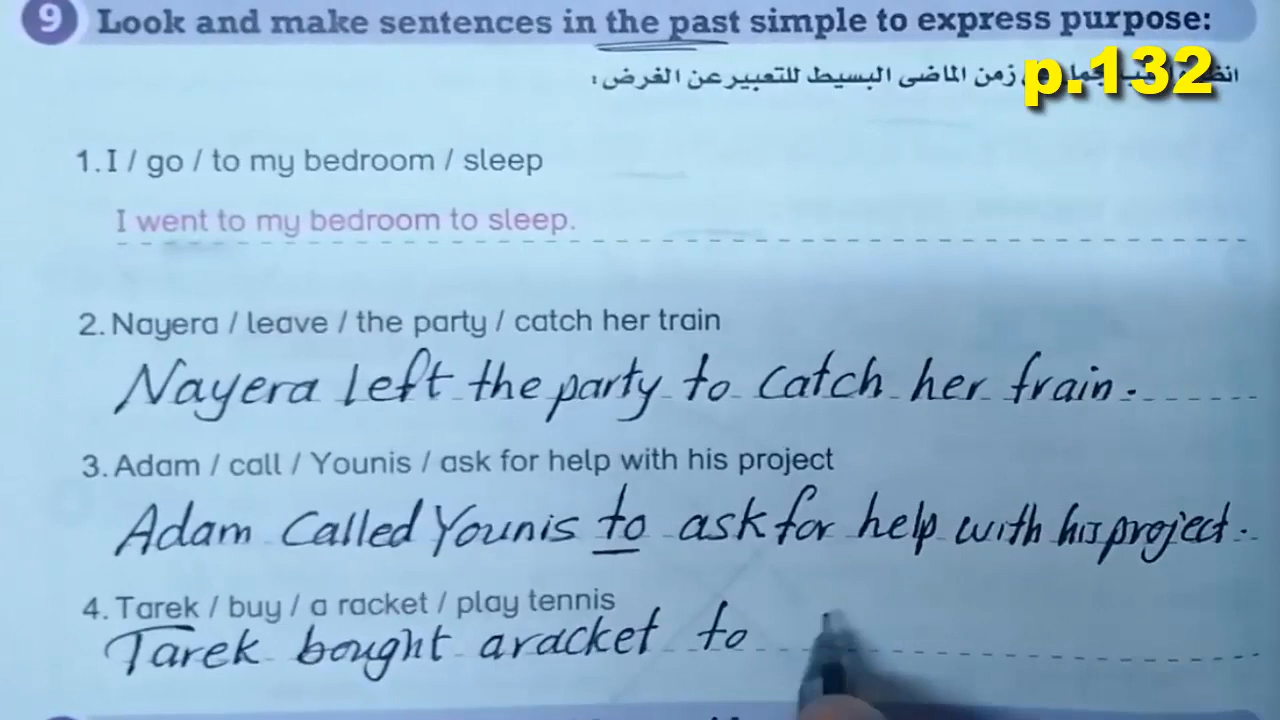 9 Look and make sentences in the past simple to express purpose:
زمن الماضى البسيط للتعبير عن الغرض :
p.132
1. I / go / to my bedroom / sleep
I went to my bedroom to sleep.
2. Nayera / leave / the party / catch her train
Nayera left the party to catch her train.
3. Adam / call / Younis / ask for help with his project
Adam Called Younis to ask for help with his project.
4. Tarek / buy / a racket / play tennis
Tarek bought a racket to